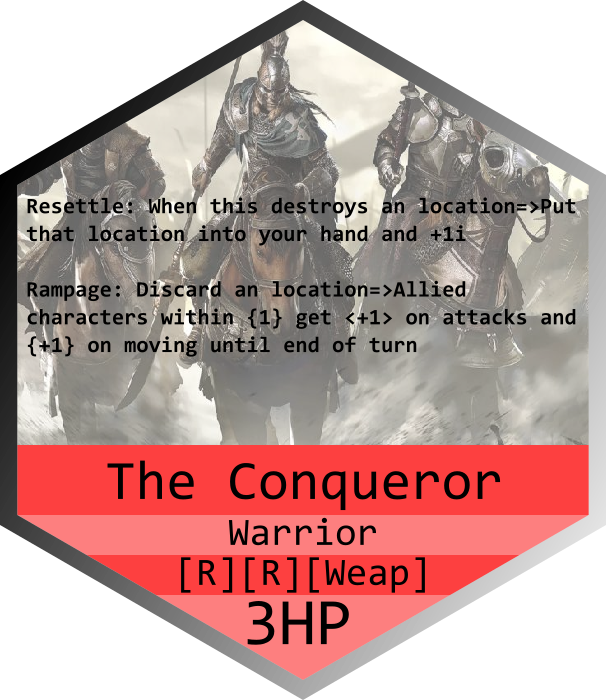 Resettle: When this destroys an location=>Put
that location into your hand and +1i
Rampage: Discard an location=>Allied
characters within {1} get <+1> on attacks and
{+1} on moving until end of turn
The Conqueror
Warrior
[R][R][Weap]
3HP